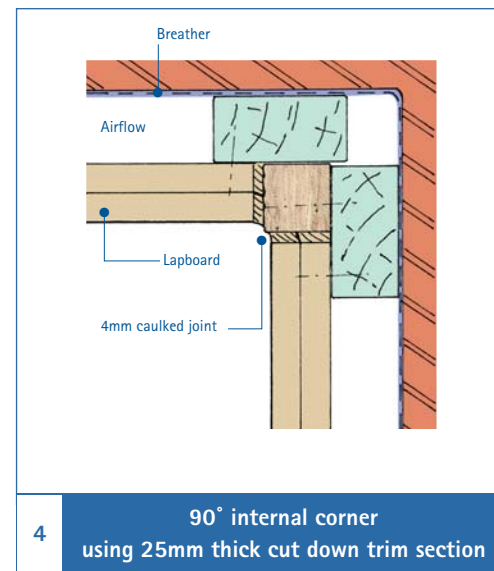 Breather
Airflow
Lapboard
4mm caulked joint
4
90° internal corner
using 25mm thick cut down trim section